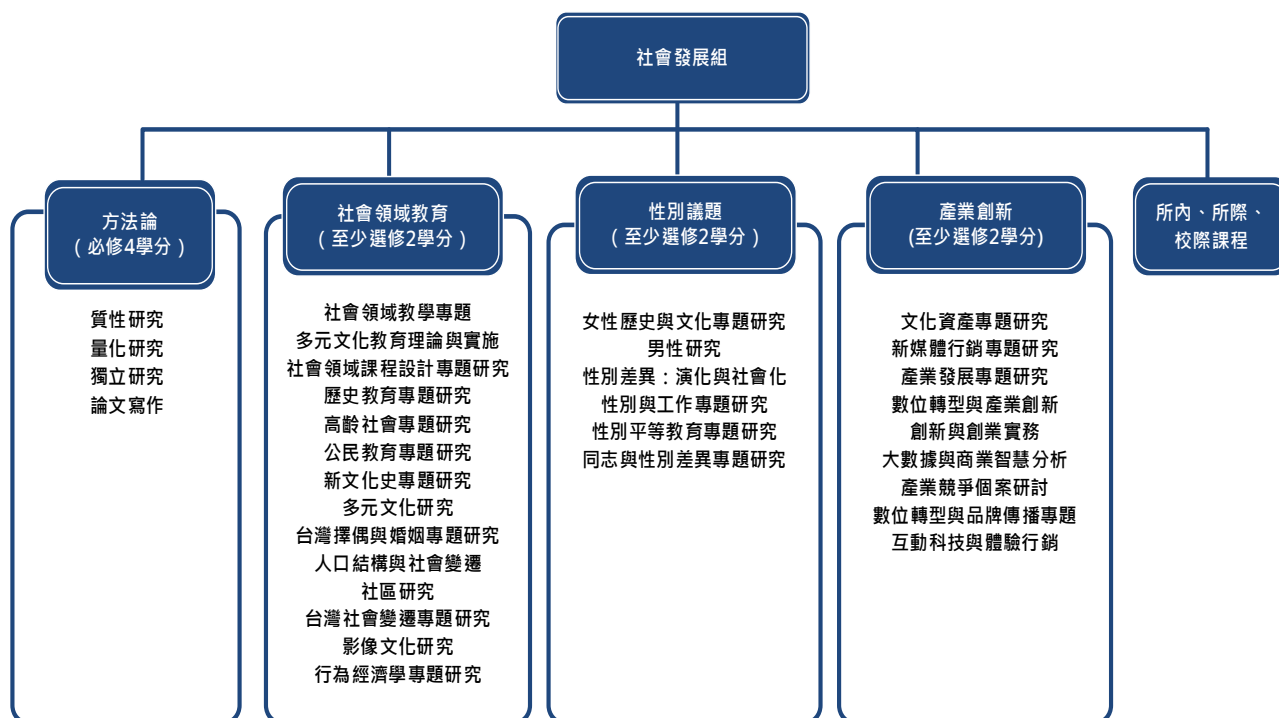 社會發展組
方法論
（必修4學分）
質性研究
量化研究
獨立研究
論文寫作
社會領域教育
（至少選修2學分）
社會領域教學專題
多元文化教育理論與實施
社會領域課程設計專題研究
歷史教育專題研究
高齡社會專題研究
公民教育專題研究
新文化史專題研究
多元文化研究
台灣擇偶與婚姻專題研究
人口結構與社會變遷
社區研究
台灣社會變遷專題研究
影像文化研究
行為經濟學專題研究
性別議題
（至少選修2學分）
女性歷史與文化專題研究
男性研究
性別差異：演化與社會化
性別與工作專題研究
性別平等教育專題研究
同志與性別差異專題研究
產業創新
(至少選修2學分)
文化資產專題研究
新媒體行銷專題研究
產業發展專題研究
數位轉型與產業創新
創新與創業實務
大數據與商業智慧分析
產業競爭個案研討
數位轉型與品牌傳播專題
互動科技與體驗行銷
所內、所際、
校際課程